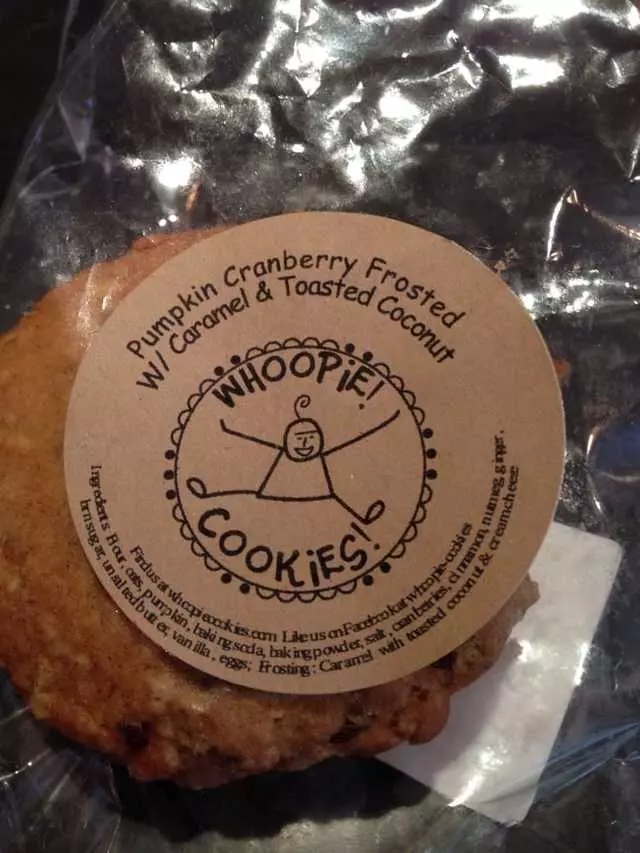 Pumpkin Cranberry Frosted
W/ Caramel & Toasted Coconut
WHOOPiE!
COOKiES!
Find us at whoopiecookies.com Like us on Facebook at whoopie-cookies
Ingredients: Flour, oats, pumpkin, baking soda, baking powder, salt, cranberries, cinnamon, nutmeg, ginger,
brn sugar, unsalted butter, vanilla, eggs; Frosting: Caramel with toasted coconut & creamcheese